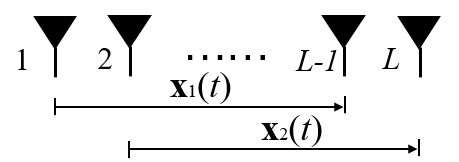 1 2 ...... L-1 L
x1(t)
x2(t)